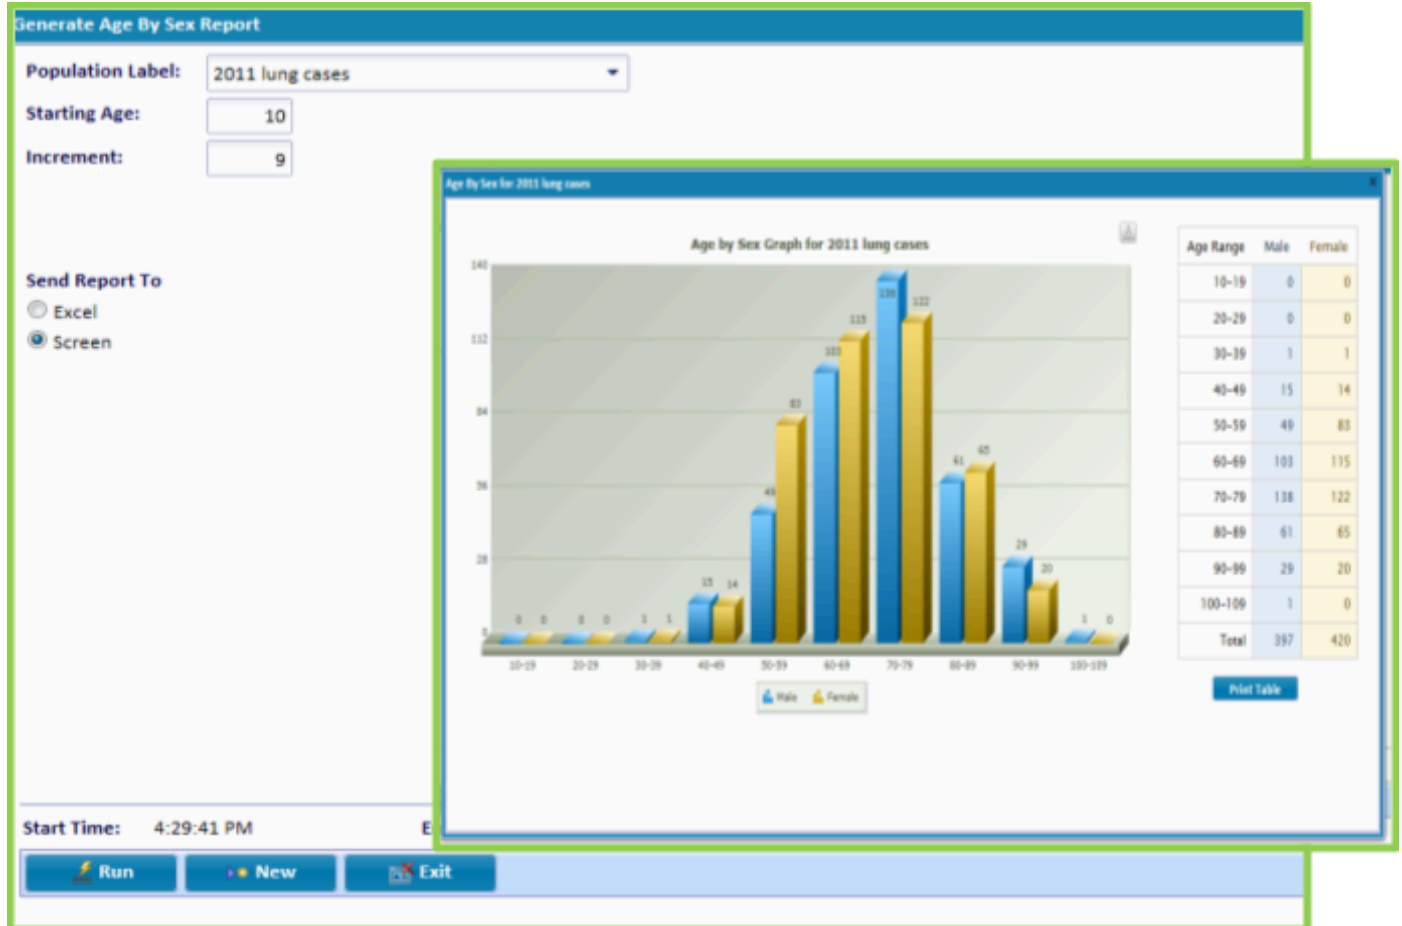 Generate Age By Sex Report
Population Label: 2011 lung cases
Starting Age: 10
Increment: 9
Send Report To
Excel
Screen
Start Time: 4:29:41 PM E
Run New Exit
Age By Sex for 2011 lung cases x
Age by Sex Graph for 2011 lung cases
140
112
84
56
28
0
0 0 0 0 1 1 15 14 49 83 103 115 138 122 61 65 29 20 1 0
10-19 20-29 30-39 40-49 50-59 60-69 70-79 80-89 90-99 100-109
Male Female
Age Range Male Female
10-19 0 0
20-29 0 0
30-39 1 1
40-49 15 14
50-59 49 83
60-69 103 115
70-79 138 122
80-89 61 65
90-99 29 20
100-109 1 0
Total 397 420
Print Table